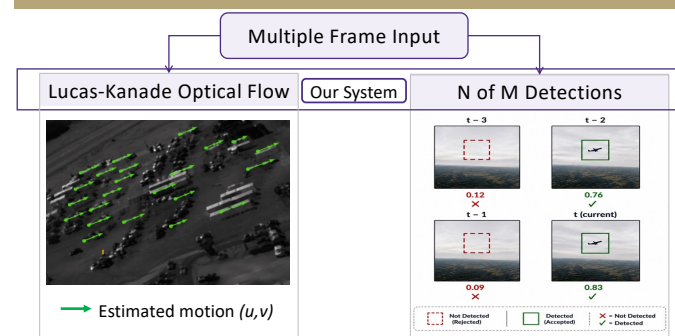 Multiple Frame Input
Lucas-Kanade Optical Flow
Our System
N of M Detections
Estimated motion (u,v)
t – 3
t – 2
0.12
0.76
✗
✓
t – 1
t (current)
0.09
0.83
✗
✓
Not Detected
(Rejected)
Detected
(Accepted)
✗ = Not Detected
✓ = Detected